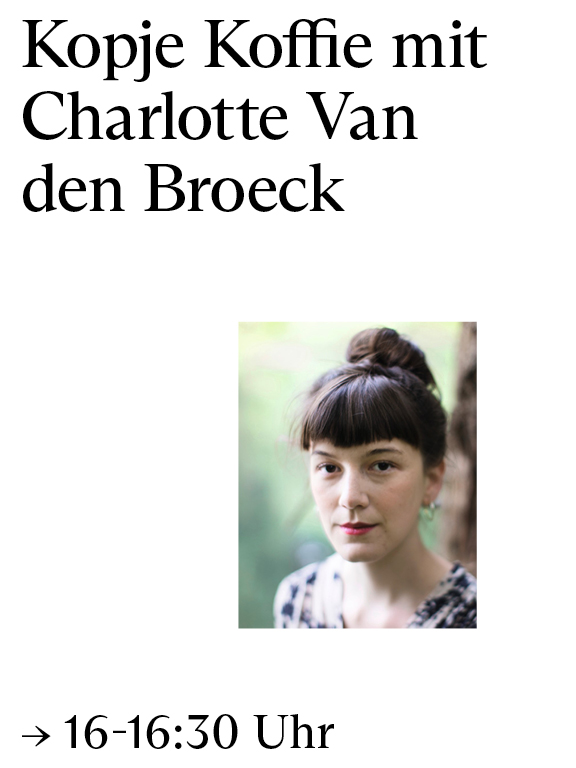 Kopje Koffie mit
Charlotte Van
den Broeck
→ 16-16:30 Uhr